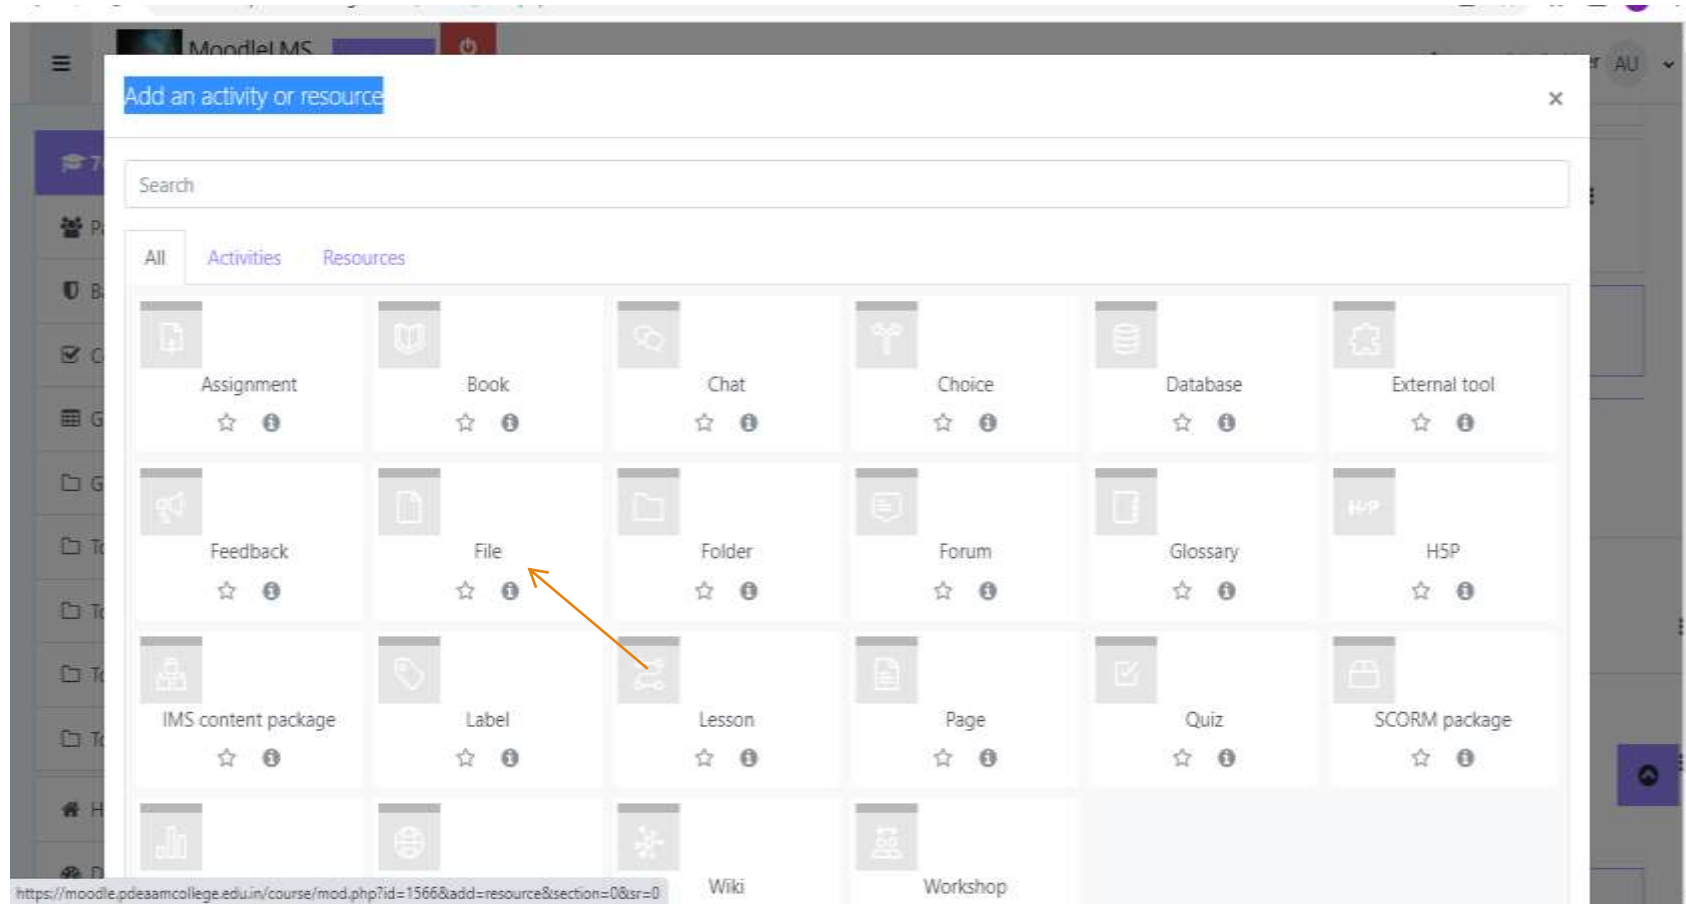 MoodleLMS
AU
Add an activity or resource
Search
All Activities Resources
Assignment Book Chat Choice Database External tool
Feedback File Folder Forum Glossary H5P
H-P
IMS content package Label Lesson Page Quiz SCORM package
Wiki Workshop
https://moodle.pdeaamcollege.edu.in/course/mod.php?id=1566&add=resource&section=0&sr=0